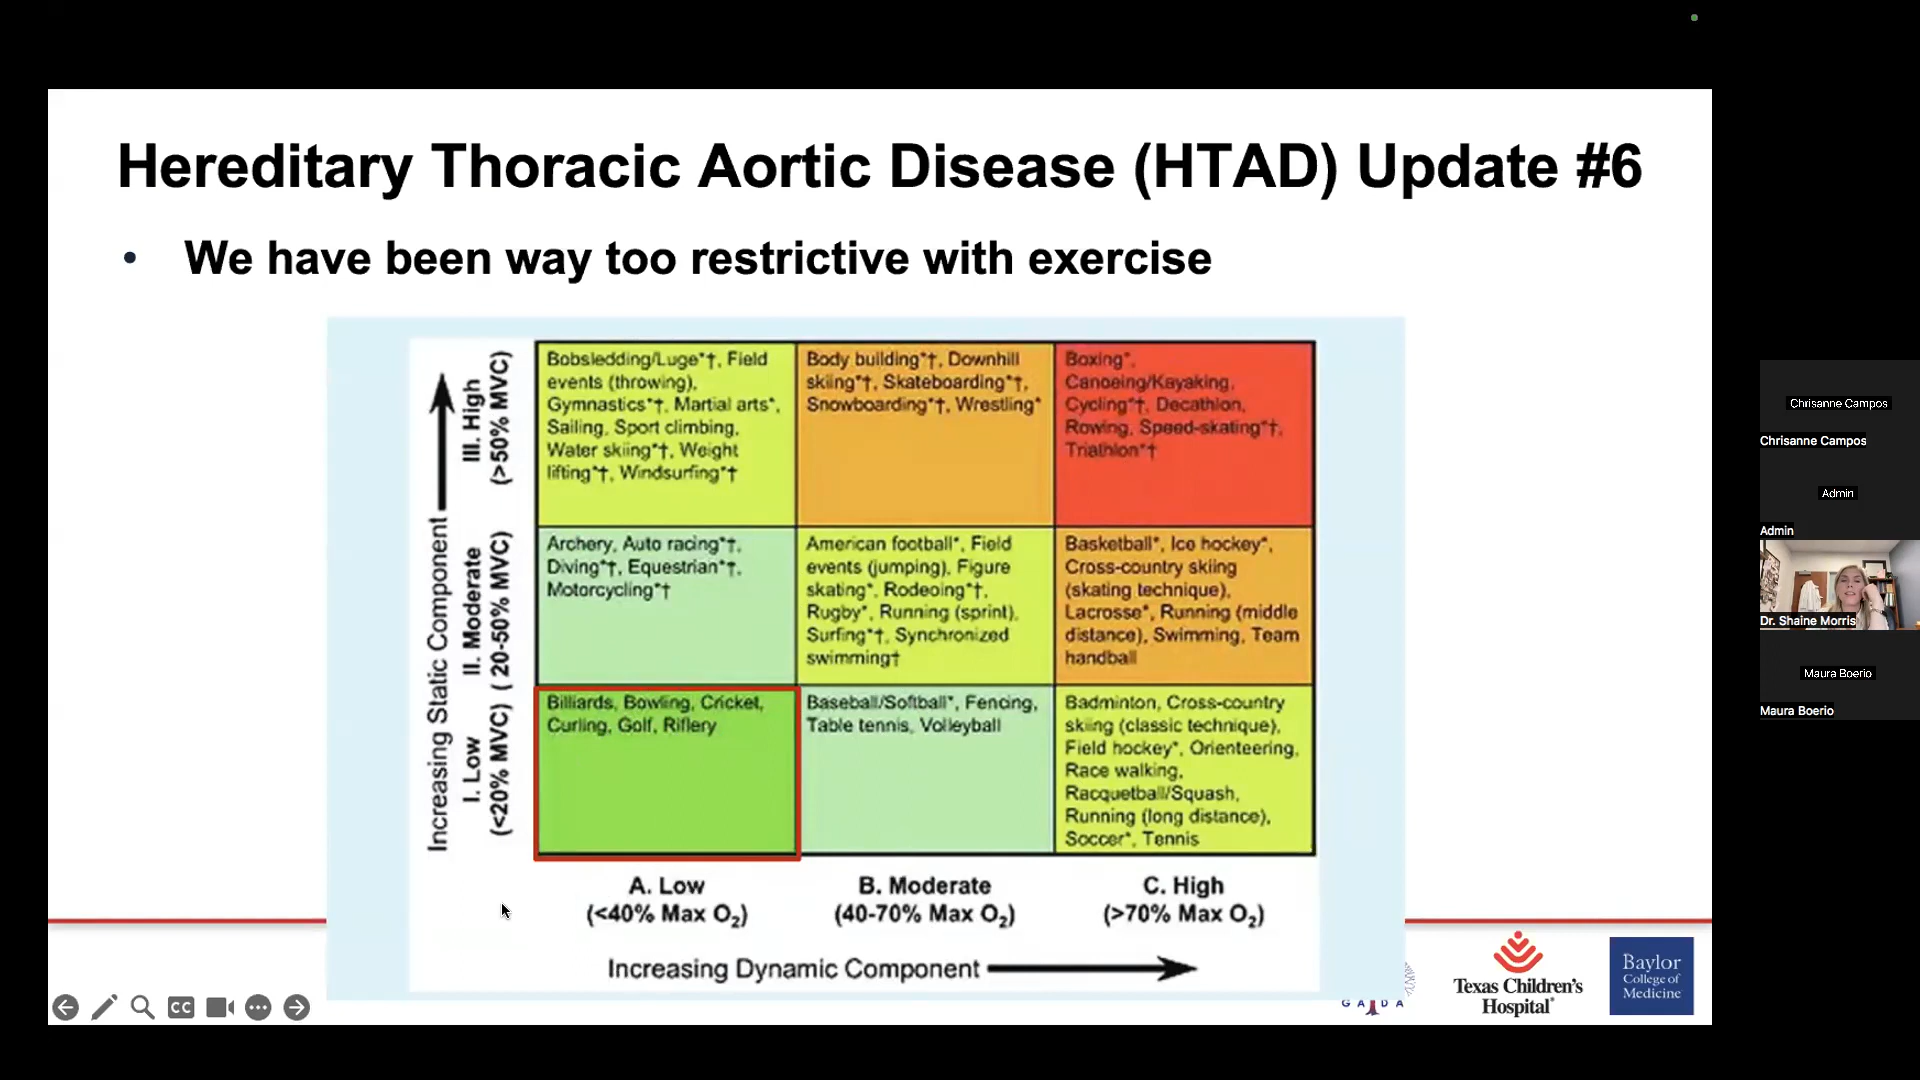 Hereditary Thoracic Aortic Disease (HTAD) Update #6
• We have been way too restrictive with exercise
Increasing Static Component
III. High
(>50% MVC)
Bobsledding/Luge*†, Field
events (throwing),
Gymnastics*†, Martial arts*,
Sailing, Sport climbing,
Water skiing*†, Weight
lifting*†, Windsurfing*†
Body building*†, Downhill
skiing*†, Skateboarding*†,
Snowboarding*†, Wrestling*
Boxing*,
Canoeing/Kayaking,
Cycling*†, Decathlon,
Rowing, Speed-skating*†,
Triathlon*†
II. Moderate
(20-50% MVC)
Archery, Auto racing*†,
Diving*†, Equestrian*†,
Motorcycling*†
American football*, Field
events (jumping), Figure
skating*, Rodeoing*†,
Rugby*, Running (sprint),
Surfing*†, Synchronized
swimming†
Basketball*, Ice hockey*,
Cross-country skiing
(skating technique),
Lacrosse*, Running (middle
distance), Swimming, Team
handball
I. Low
(<20% MVC)
Billiards, Bowling, Cricket,
Curling, Golf, Riflery
Baseball/Softball*, Fencing,
Table tennis, Volleyball
Badminton, Cross-country
skiing (classic technique),
Field hockey*, Orienteering,
Race walking,
Racquetball/Squash,
Running (long distance),
Soccer*, Tennis
A. Low
(<40% Max O₂)
B. Moderate
(40-70% Max O₂)
C. High
(>70% Max O₂)
Increasing Dynamic Component
CC
Texas Children's
Hospital®
Baylor
College of
Medicine
Chrisanne Campos
Chrisanne Campos
Admin
Admin
Dr. Shaine Morris
Maura Boerio
Maura Boerio